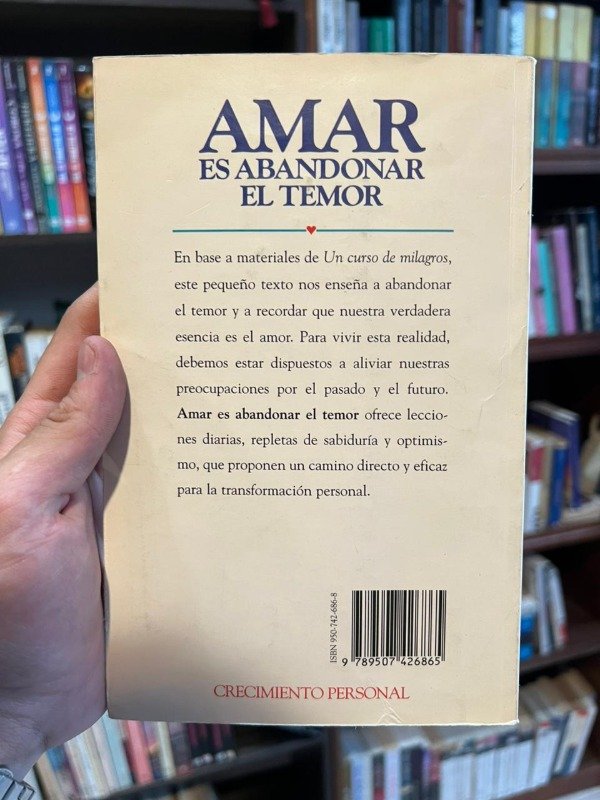 AMAR
ES ABANDONAR
EL TEMOR
En base a materiales de Un curso de milagros,
este pequeño texto nos enseña a abandonar
el temor y a recordar que nuestra verdadera
esencia es el amor. Para vivir esta realidad,
debemos estar dispuestos a aliviar nuestras
preocupaciones por el pasado y el futuro.
Amar es abandonar el temor ofrece leccio-
nes diarias, repletas de sabiduría y optimis-
mo, que proponen un camino directo y eficaz
para la transformación personal.
ISBN 950-742-686-8
9 789507 426865
CRECIMIENTO PERSONAL